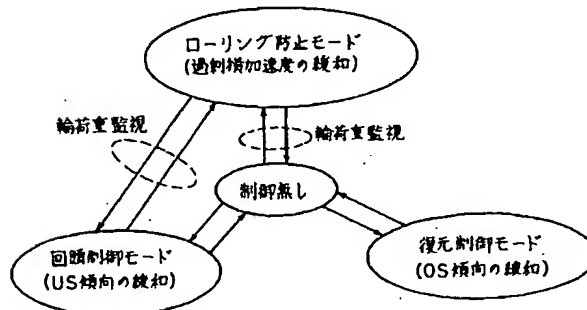 ローリング防止モード
(過剰横加速度の緩和)
輪荷重監視
輪荷重監視
制御無し
回頭制御モード
(US傾向の緩和)
復元制御モード
(OS傾向の緩和)